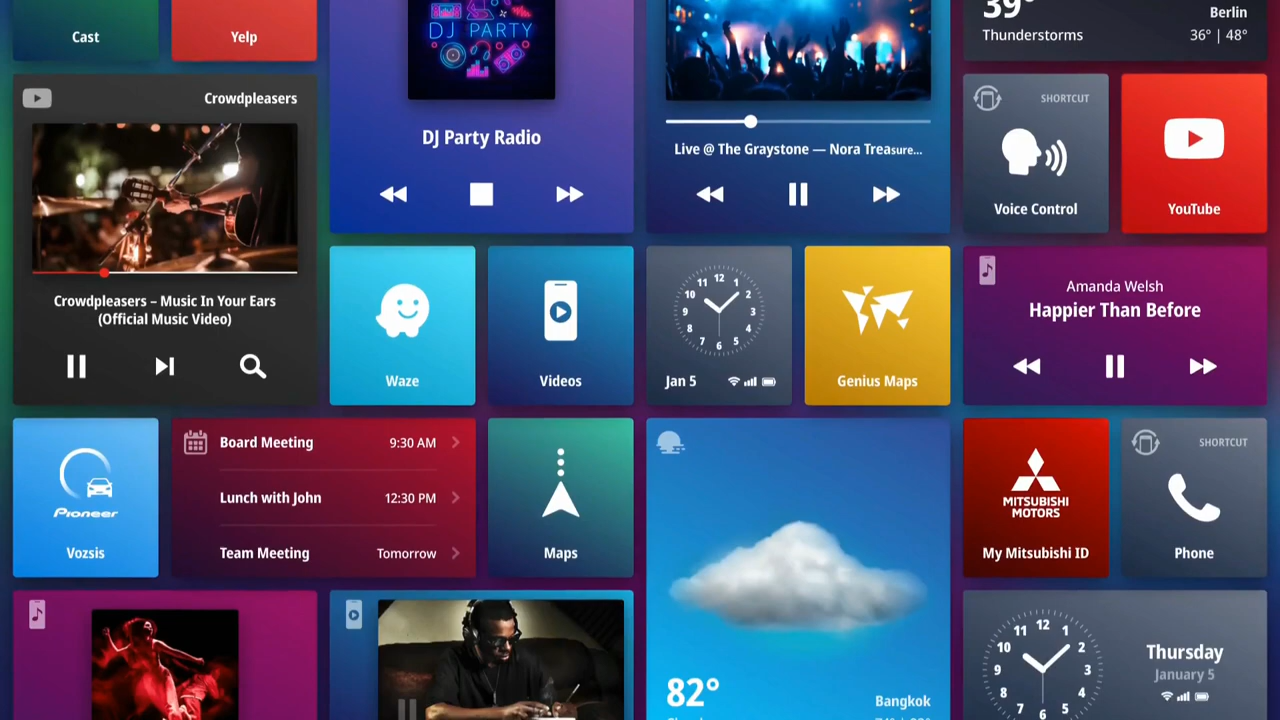 Cast
Yelp
DJ PARTY
39°
Berlin
Thunderstorms
36° | 48°
Crowdpleasers
DJ Party Radio
Live @ The Graystone — Nora Treasure...
SHORTCUT
Voice Control
YouTube
Crowdpleasers – Music In Your Ears
(Official Music Video)
Waze
Videos
12
1
2
3
4
5
6
7
8
9
10
11
Jan 5
Genius Maps
Amanda Welsh
Happier Than Before
Pioneer
Vozsis
Board Meeting
9:30 AM
Lunch with John
12:30 PM
Team Meeting
Tomorrow
Maps
MITSUBISHI
MOTORS
My Mitsubishi ID
SHORTCUT
Phone
82°
Bangkok
12
1
2
3
4
5
6
7
8
9
10
11
Thursday
January 5